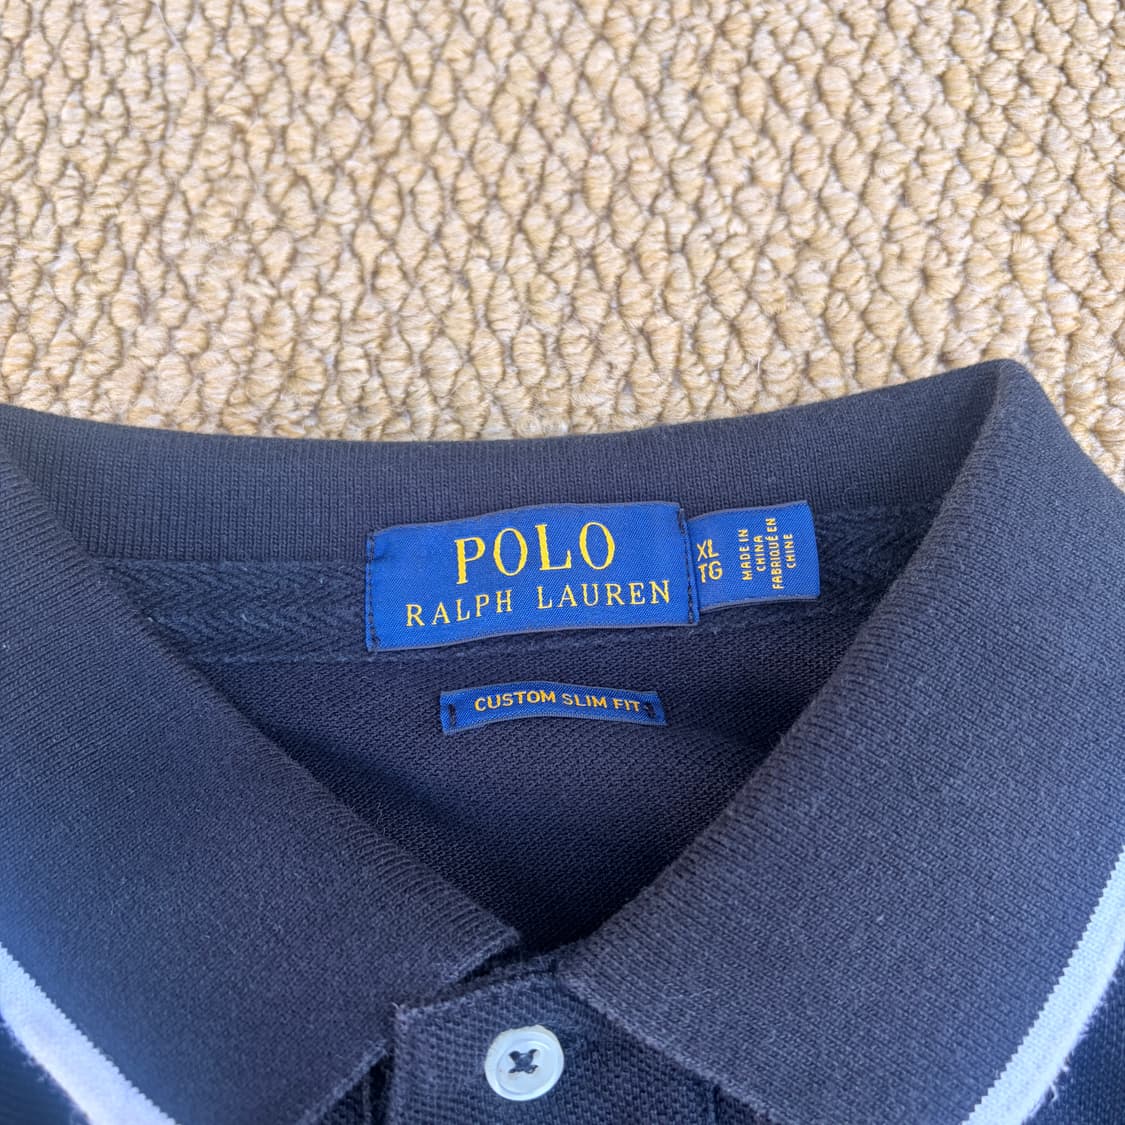 POLO
RALPH LAUREN
XL
TG
MADE IN
CHINA
FABRIQUÉ EN
CHINE
CUSTOM SLIM FIT